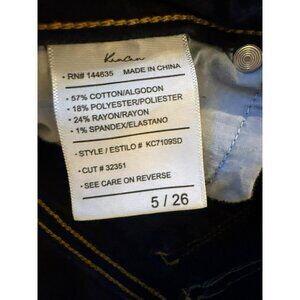 KanCan
• RN# 144635 MADE IN CHINA
• 57% COTTON/ALGODON
• 18% POLYESTER/POLIESTER
• 24% RAYON/RAYON
• 1% SPANDEX/ELASTANO
• STYLE / ESTILO # KC7109SD
• CUT # 32351
• SEE CARE ON REVERSE
5 / 26